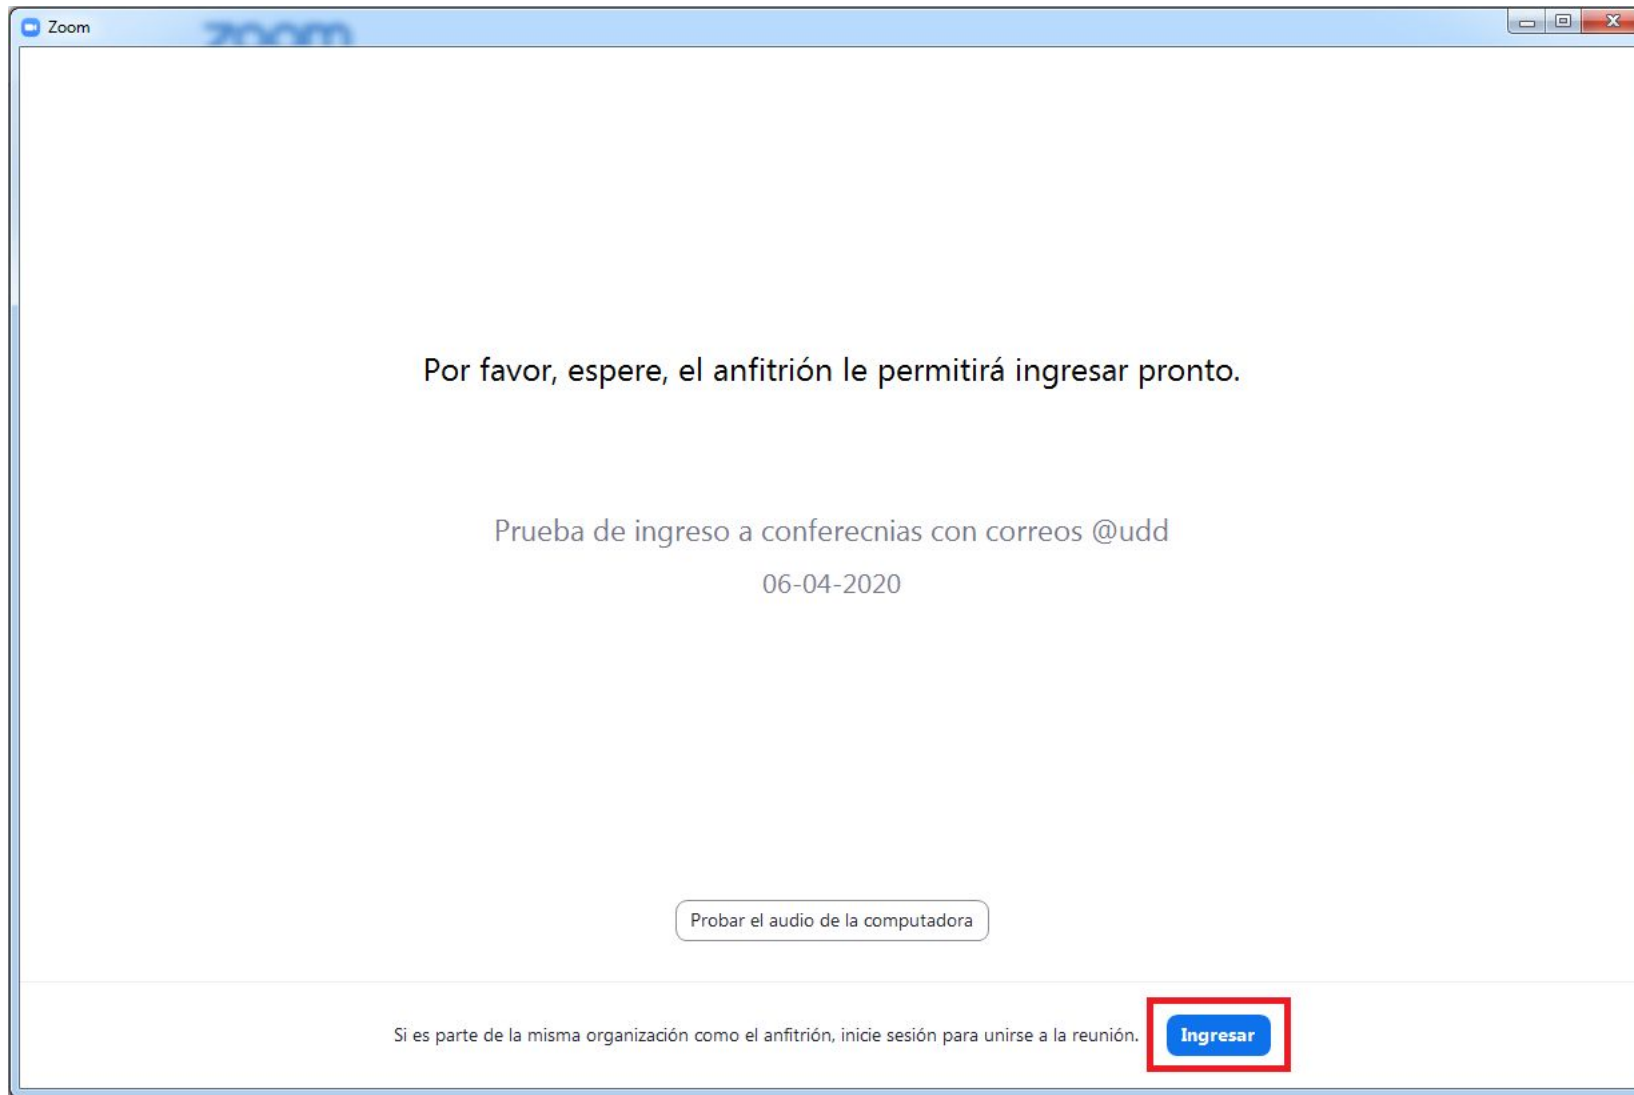 Zoom
zoom
Por favor, espere, el anfitrión le permitirá ingresar pronto.
Prueba de ingreso a conferecnias con correos @udd
06-04-2020
Probar el audio de la computadora
Si es parte de la misma organización como el anfitrión, inicie sesión para unirse a la reunión.
Ingresar